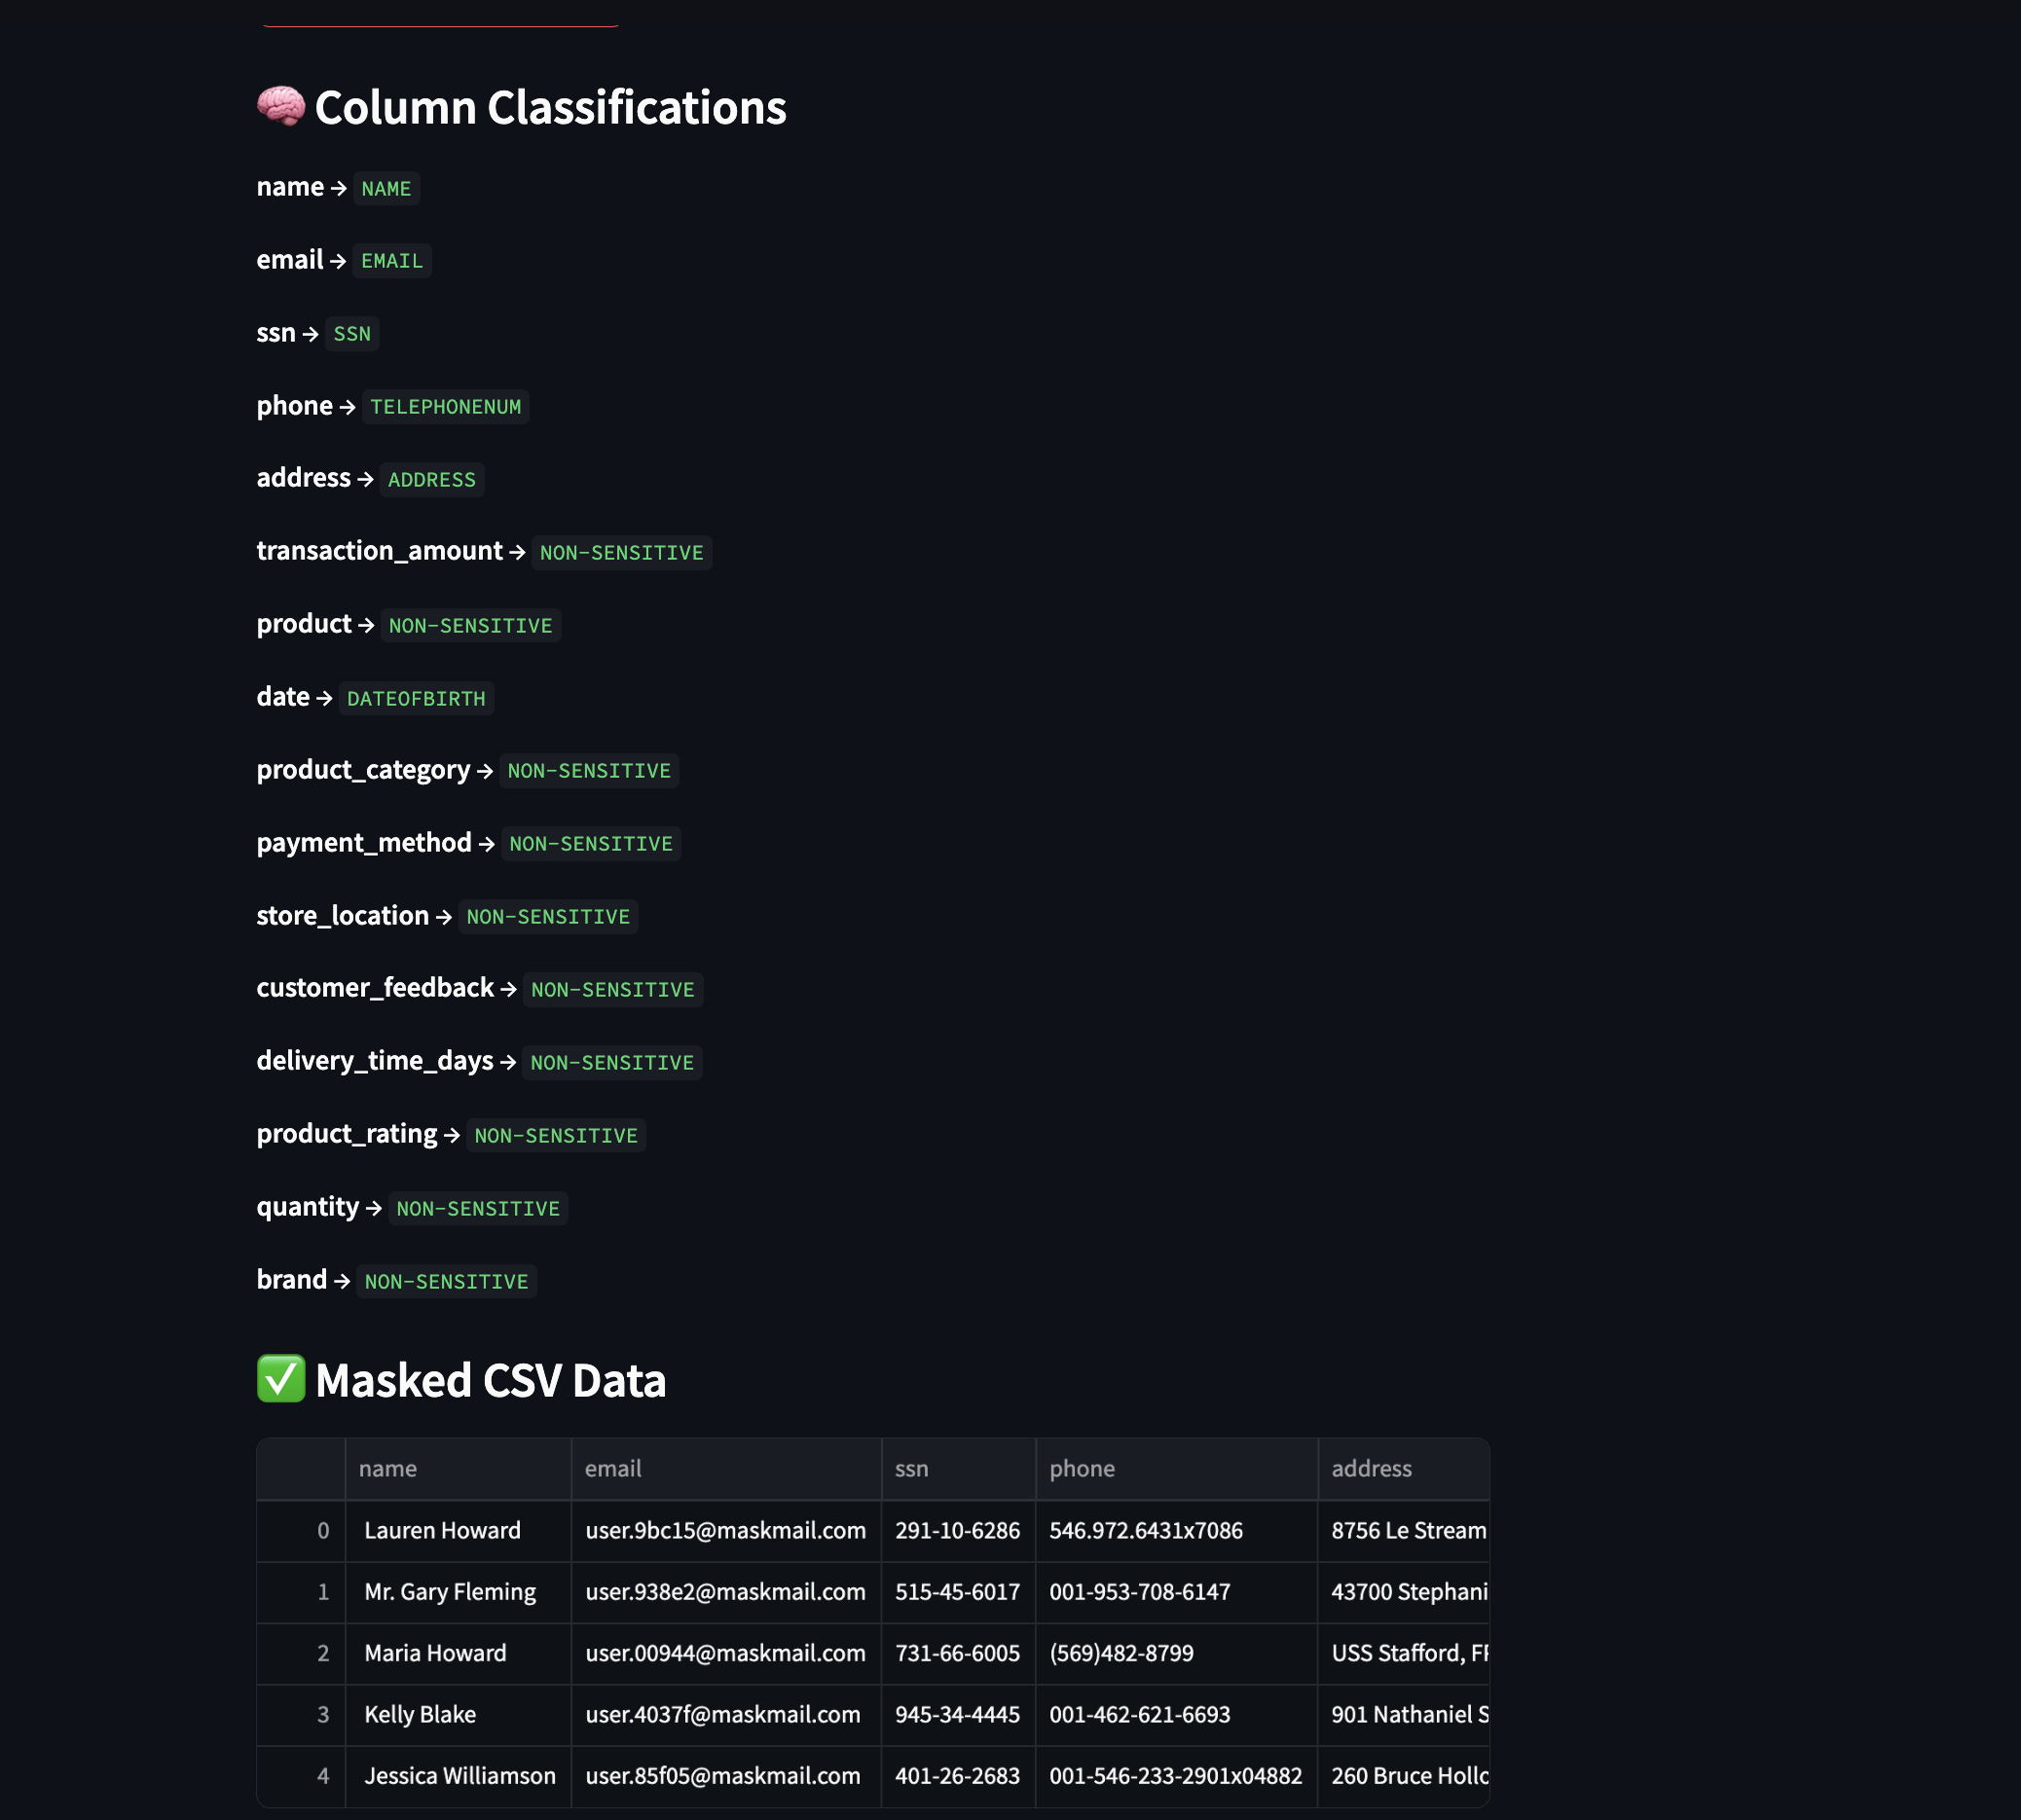 🧠 Column Classifications
name → NAME
email → EMAIL
ssn → SSN
phone → TELEPHONENUM
address → ADDRESS
transaction_amount → NON-SENSITIVE
product → NON-SENSITIVE
date → DATEOFBIRTH
product_category → NON-SENSITIVE
payment_method → NON-SENSITIVE
store_location → NON-SENSITIVE
customer_feedback → NON-SENSITIVE
delivery_time_days → NON-SENSITIVE
product_rating → NON-SENSITIVE
quantity → NON-SENSITIVE
brand → NON-SENSITIVE
✅ Masked CSV Data
name email ssn phone address
0 Lauren Howard user.9bc15@maskmail.com 291-10-6286 546.972.6431x7086 8756 Le Stream
1 Mr. Gary Fleming user.938e2@maskmail.com 515-45-6017 001-953-708-6147 43700 Stephani
2 Maria Howard user.00944@maskmail.com 731-66-6005 (569)482-8799 USS Stafford, F
3 Kelly Blake user.4037f@maskmail.com 945-34-4445 001-462-621-6693 901 Nathaniel S
4 Jessica Williamson user.85f05@maskmail.com 401-26-2683 001-546-233-2901x04882 260 Bruce Hollo